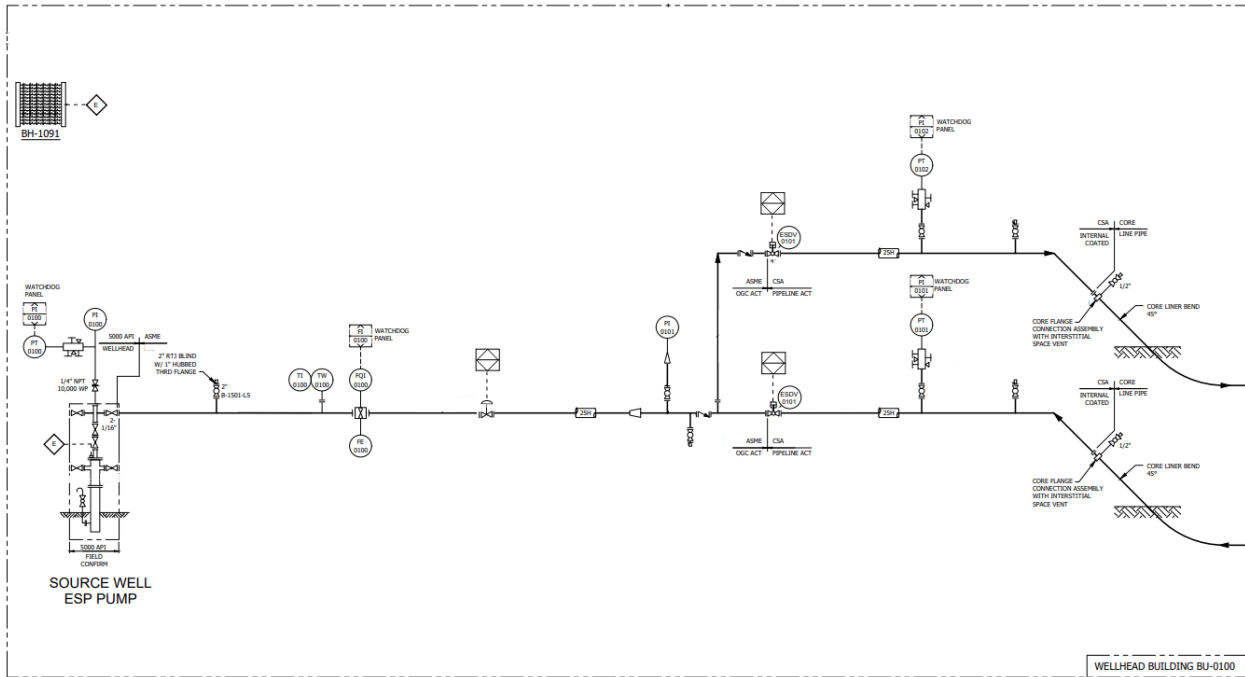 E
BH-1091
PI
0102
WATCHDOG
PANEL
PT
0102
ESDV
0101
4"
2SH
CSA
CORE
INTERNAL
COATED
LINE PIPE
1/2"
ASME
CSA
OGC ACT
PIPELINE ACT
PI
0101
WATCHDOG
PANEL
PT
0101
CORE LINER BEND
45°
CORE FLANGE
CONNECTION ASSEMBLY
WITH INTERSTITIAL
SPACE VENT
WATCHDOG
PANEL
PI
0100
PI
0100
PT
0100
5000 API
ASME
WELLHEAD
2" RTJ BLIND
W/ 1" HUBBED
THRD FLANGE
1/4" NPT
10,000 WP
2"
B-1501-LS
2-
1/16"
E
TI
0100
TW
0100
FI
0100
WATCHDOG
PANEL
FQI
0100
FE
0100
2SH
PI
0101
ESDV
0101
2SH
ASME
CSA
OGC ACT
PIPELINE ACT
CSA
CORE
INTERNAL
COATED
LINE PIPE
1/2"
CORE LINER BEND
45°
CORE FLANGE
CONNECTION ASSEMBLY
WITH INTERSTITIAL
SPACE VENT
5000 API
FIELD
CONFIRM
SOURCE WELL
ESP PUMP
WELLHEAD BUILDING BU-0100